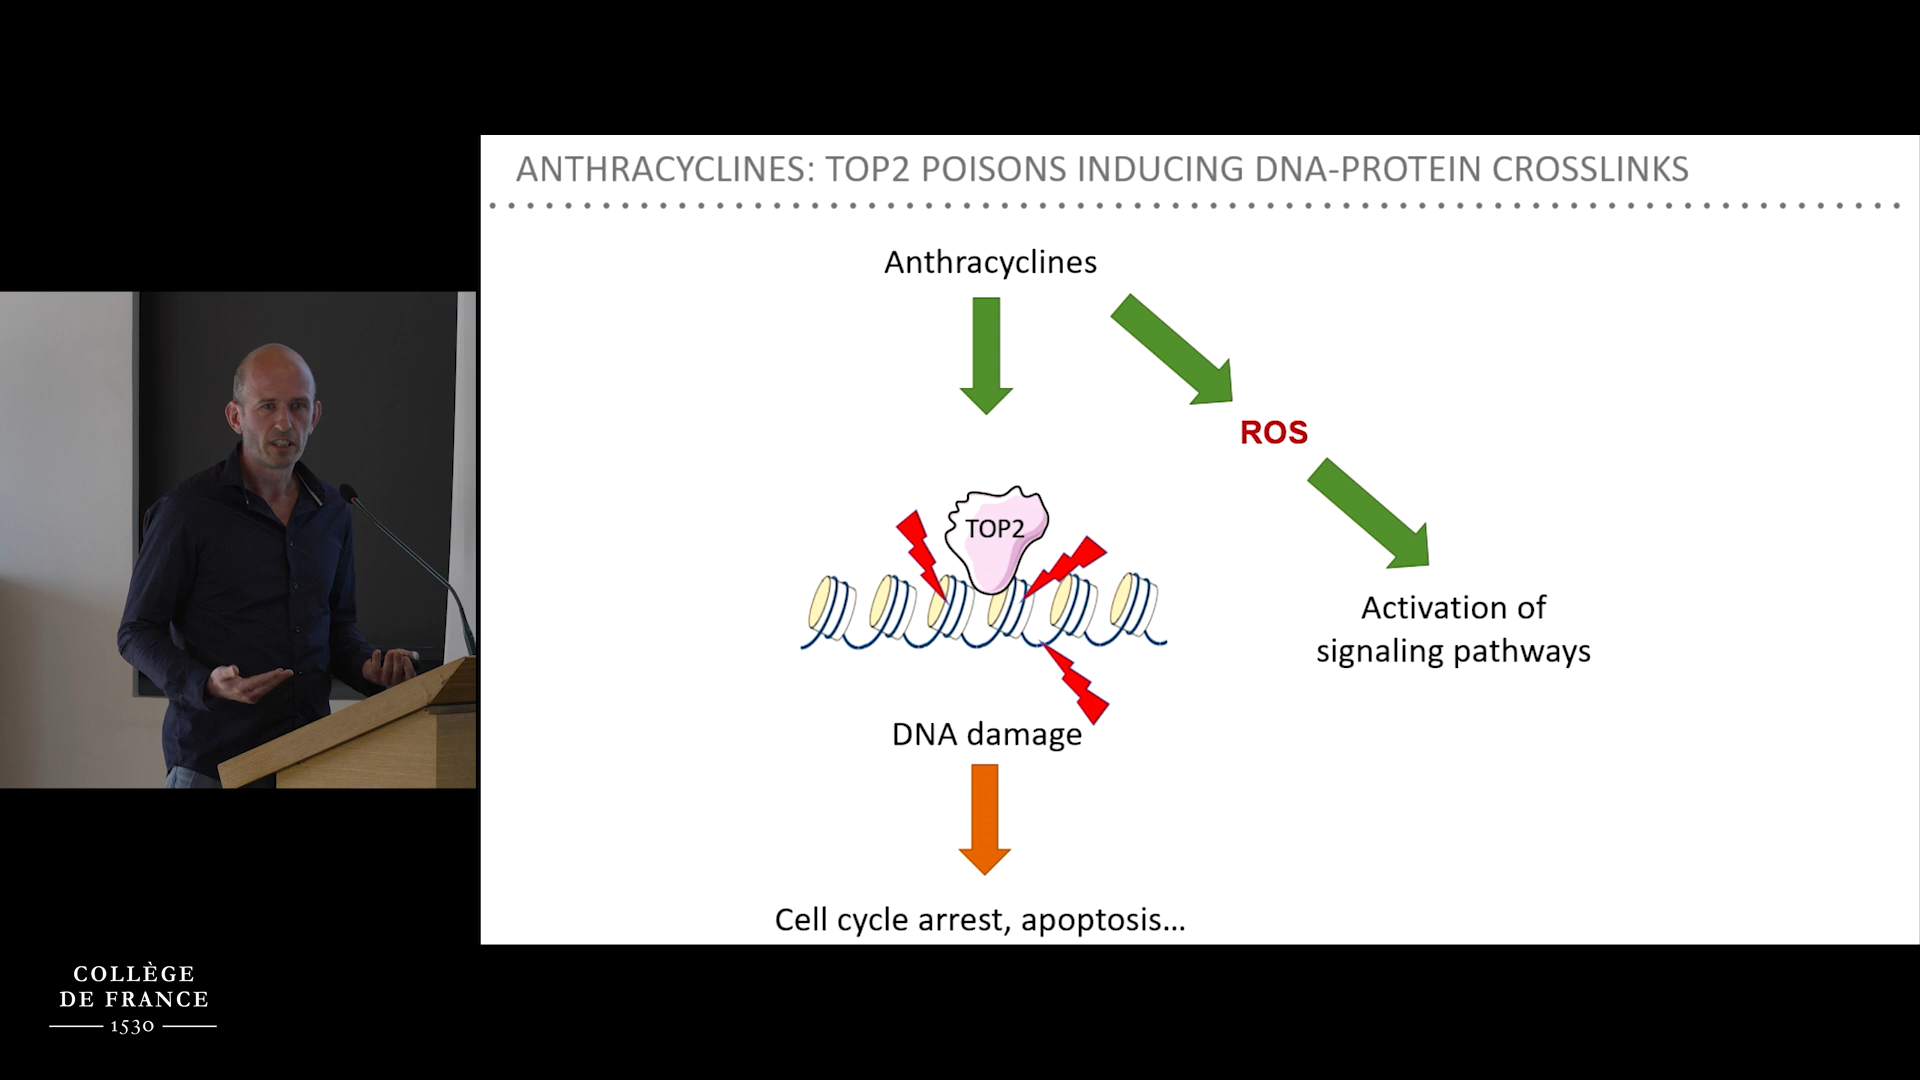 ANTHRACYCLINES: TOP2 POISONS INDUCING DNA-PROTEIN CROSSLINKS
Anthracyclines
ROS
TOP2
Activation of
signaling pathways
DNA damage
Cell cycle arrest, apoptosis...
COLLÈGE
DE FRANCE
1530